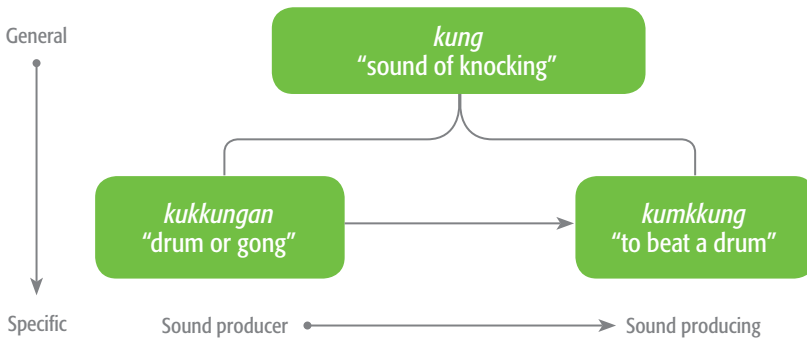 General
kung
“sound of knocking”
kukkungan
“drum or gong”
kumkkung
“to beat a drum”
Specific
Sound producer
Sound producing